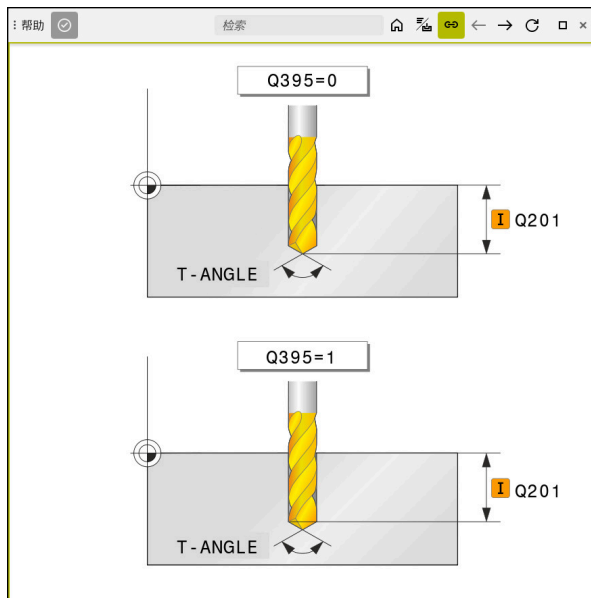 帮助
检索
Q395=0
I Q201
T-ANGLE
Q395=1
I Q201
T-ANGLE